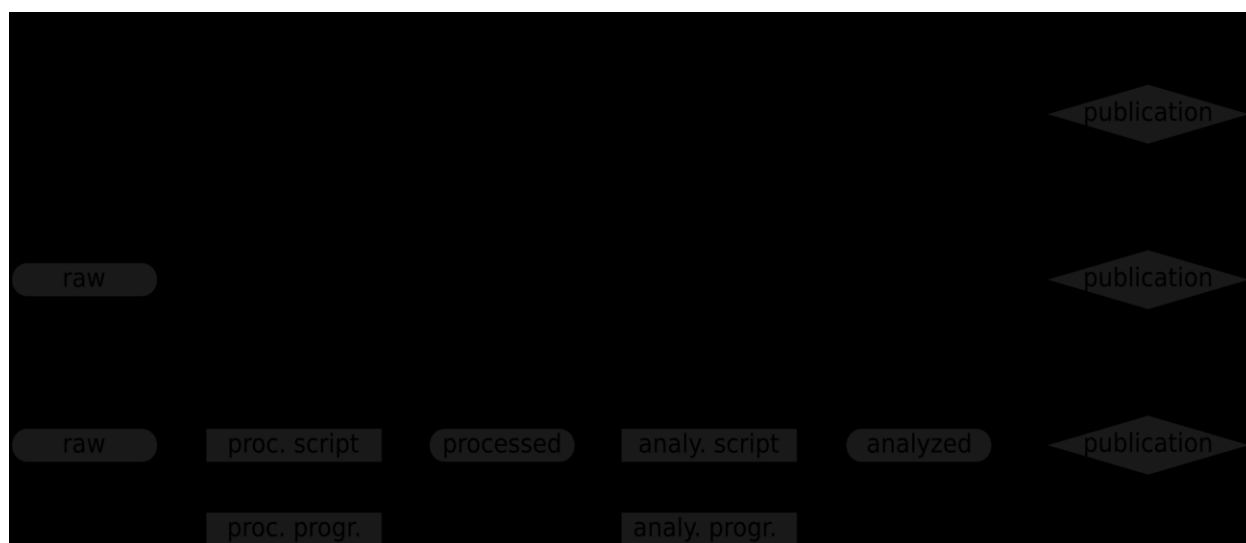 publication
raw publication
raw proc. script processed analy. script analyzed publication
proc. progr. analy. progr.